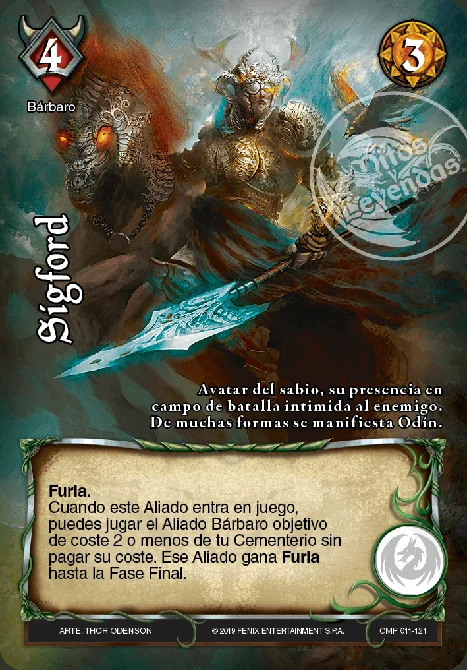 4
3
Bárbaro
Mitos
Leyendas
Sigford
Avatar del sabio, su presencia en
campo de batalla intimida al enemigo.
De muchas formas se manifiesta Odín.
Furia.
Cuando este Aliado entra en juego,
puedes jugar el Aliado Bárbaro objetivo
de coste 2 o menos de tu Cementerio sin
pagar su coste. Ese Aliado gana Furia
hasta la Fase Final.
ARTE: THOR ODENSON
© 2019 FENIX ENTERTAINMENT S.P.A.
CMP 011-121